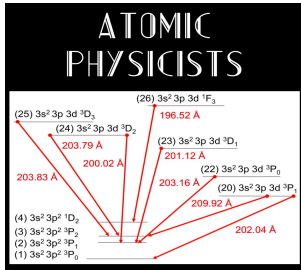 ATOMIC
PHYSICISTS
(26) 3s² 3p 3d ¹F₃
196.52 Å
(25) 3s² 3p 3d ³D₃
(24) 3s² 3p 3d ³D₂
203.79 Å
200.02 Å
(23) 3s² 3p 3d ³D₁
201.12 Å
203.83 Å
203.16 Å
(22) 3s² 3p 3d ³P₀
209.92 Å
(20) 3s² 3p 3d ³P₁
202.04 Å
(4) 3s² 3p² ¹D₂
(3) 3s² 3p² ³P₂
(2) 3s² 3p² ³P₁
(1) 3s² 3p² ³P₀